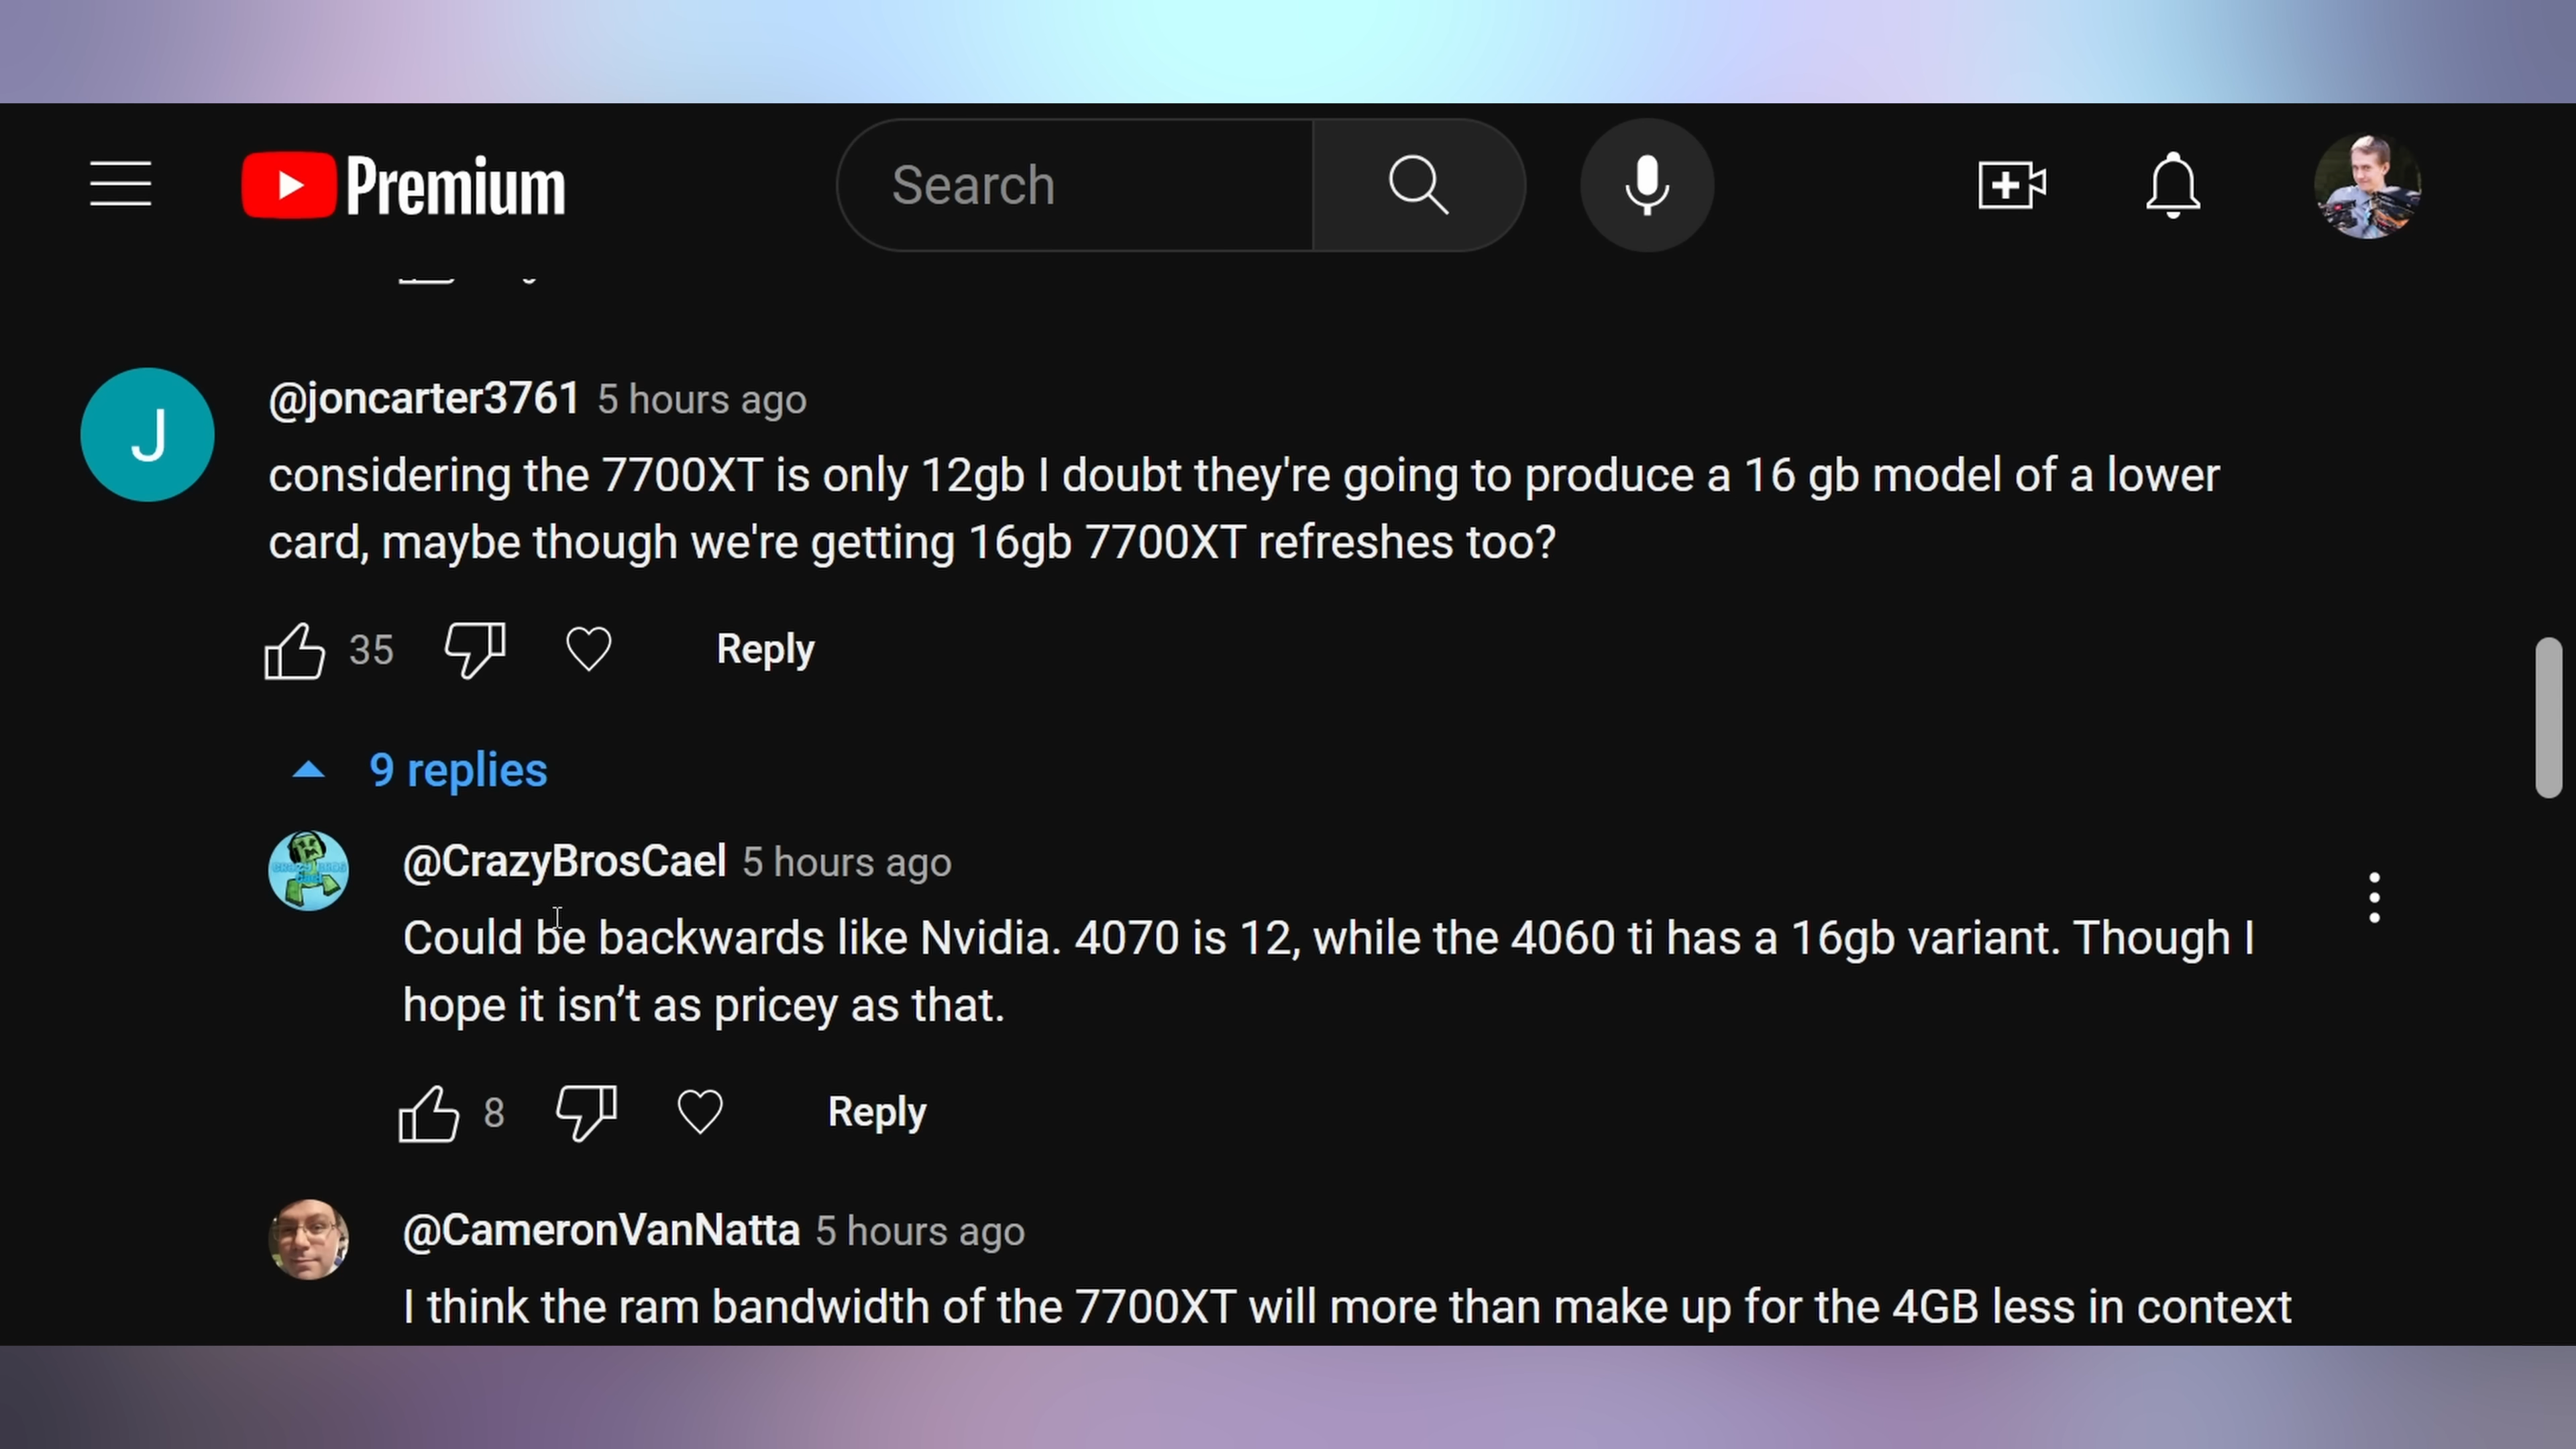 Premium
Search
@joncarter3761 5 hours ago
considering the 7700XT is only 12gb I doubt they're going to produce a 16 gb model of a lower
card, maybe though we're getting 16gb 7700XT refreshes too?
35 Reply
9 replies
@CrazyBrosCael 5 hours ago
Could be backwards like Nvidia. 4070 is 12, while the 4060 ti has a 16gb variant. Though I
hope it isn’t as pricey as that.
8 Reply
@CameronVanNatta 5 hours ago
I think the ram bandwidth of the 7700XT will more than make up for the 4GB less in context
J